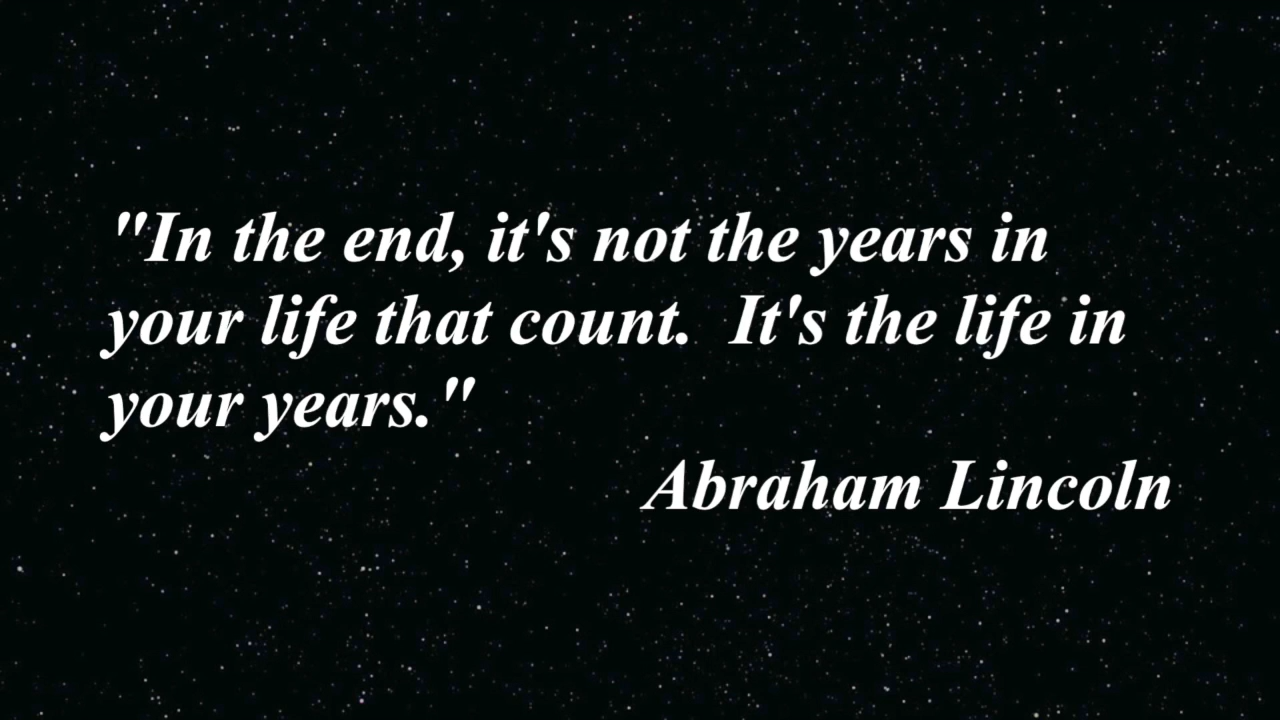 "In the end, it's not the years in
your life that count.  It's the life in
your years."
Abraham Lincoln